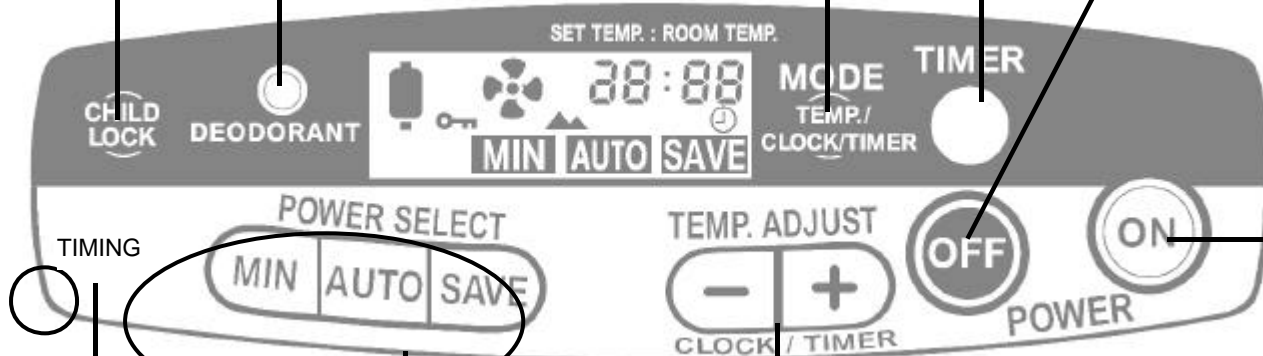 SET TEMP. : ROOM TEMP.
CHILD
LOCK
DEODORANT
38:88
MIN AUTO SAVE
MODE
TEMP./
CLOCK/TIMER
TIMER
TIMING
POWER SELECT
MIN AUTO SAVE
TEMP. ADJUST
- +
CLOCK / TIMER
OFF
ON
POWER